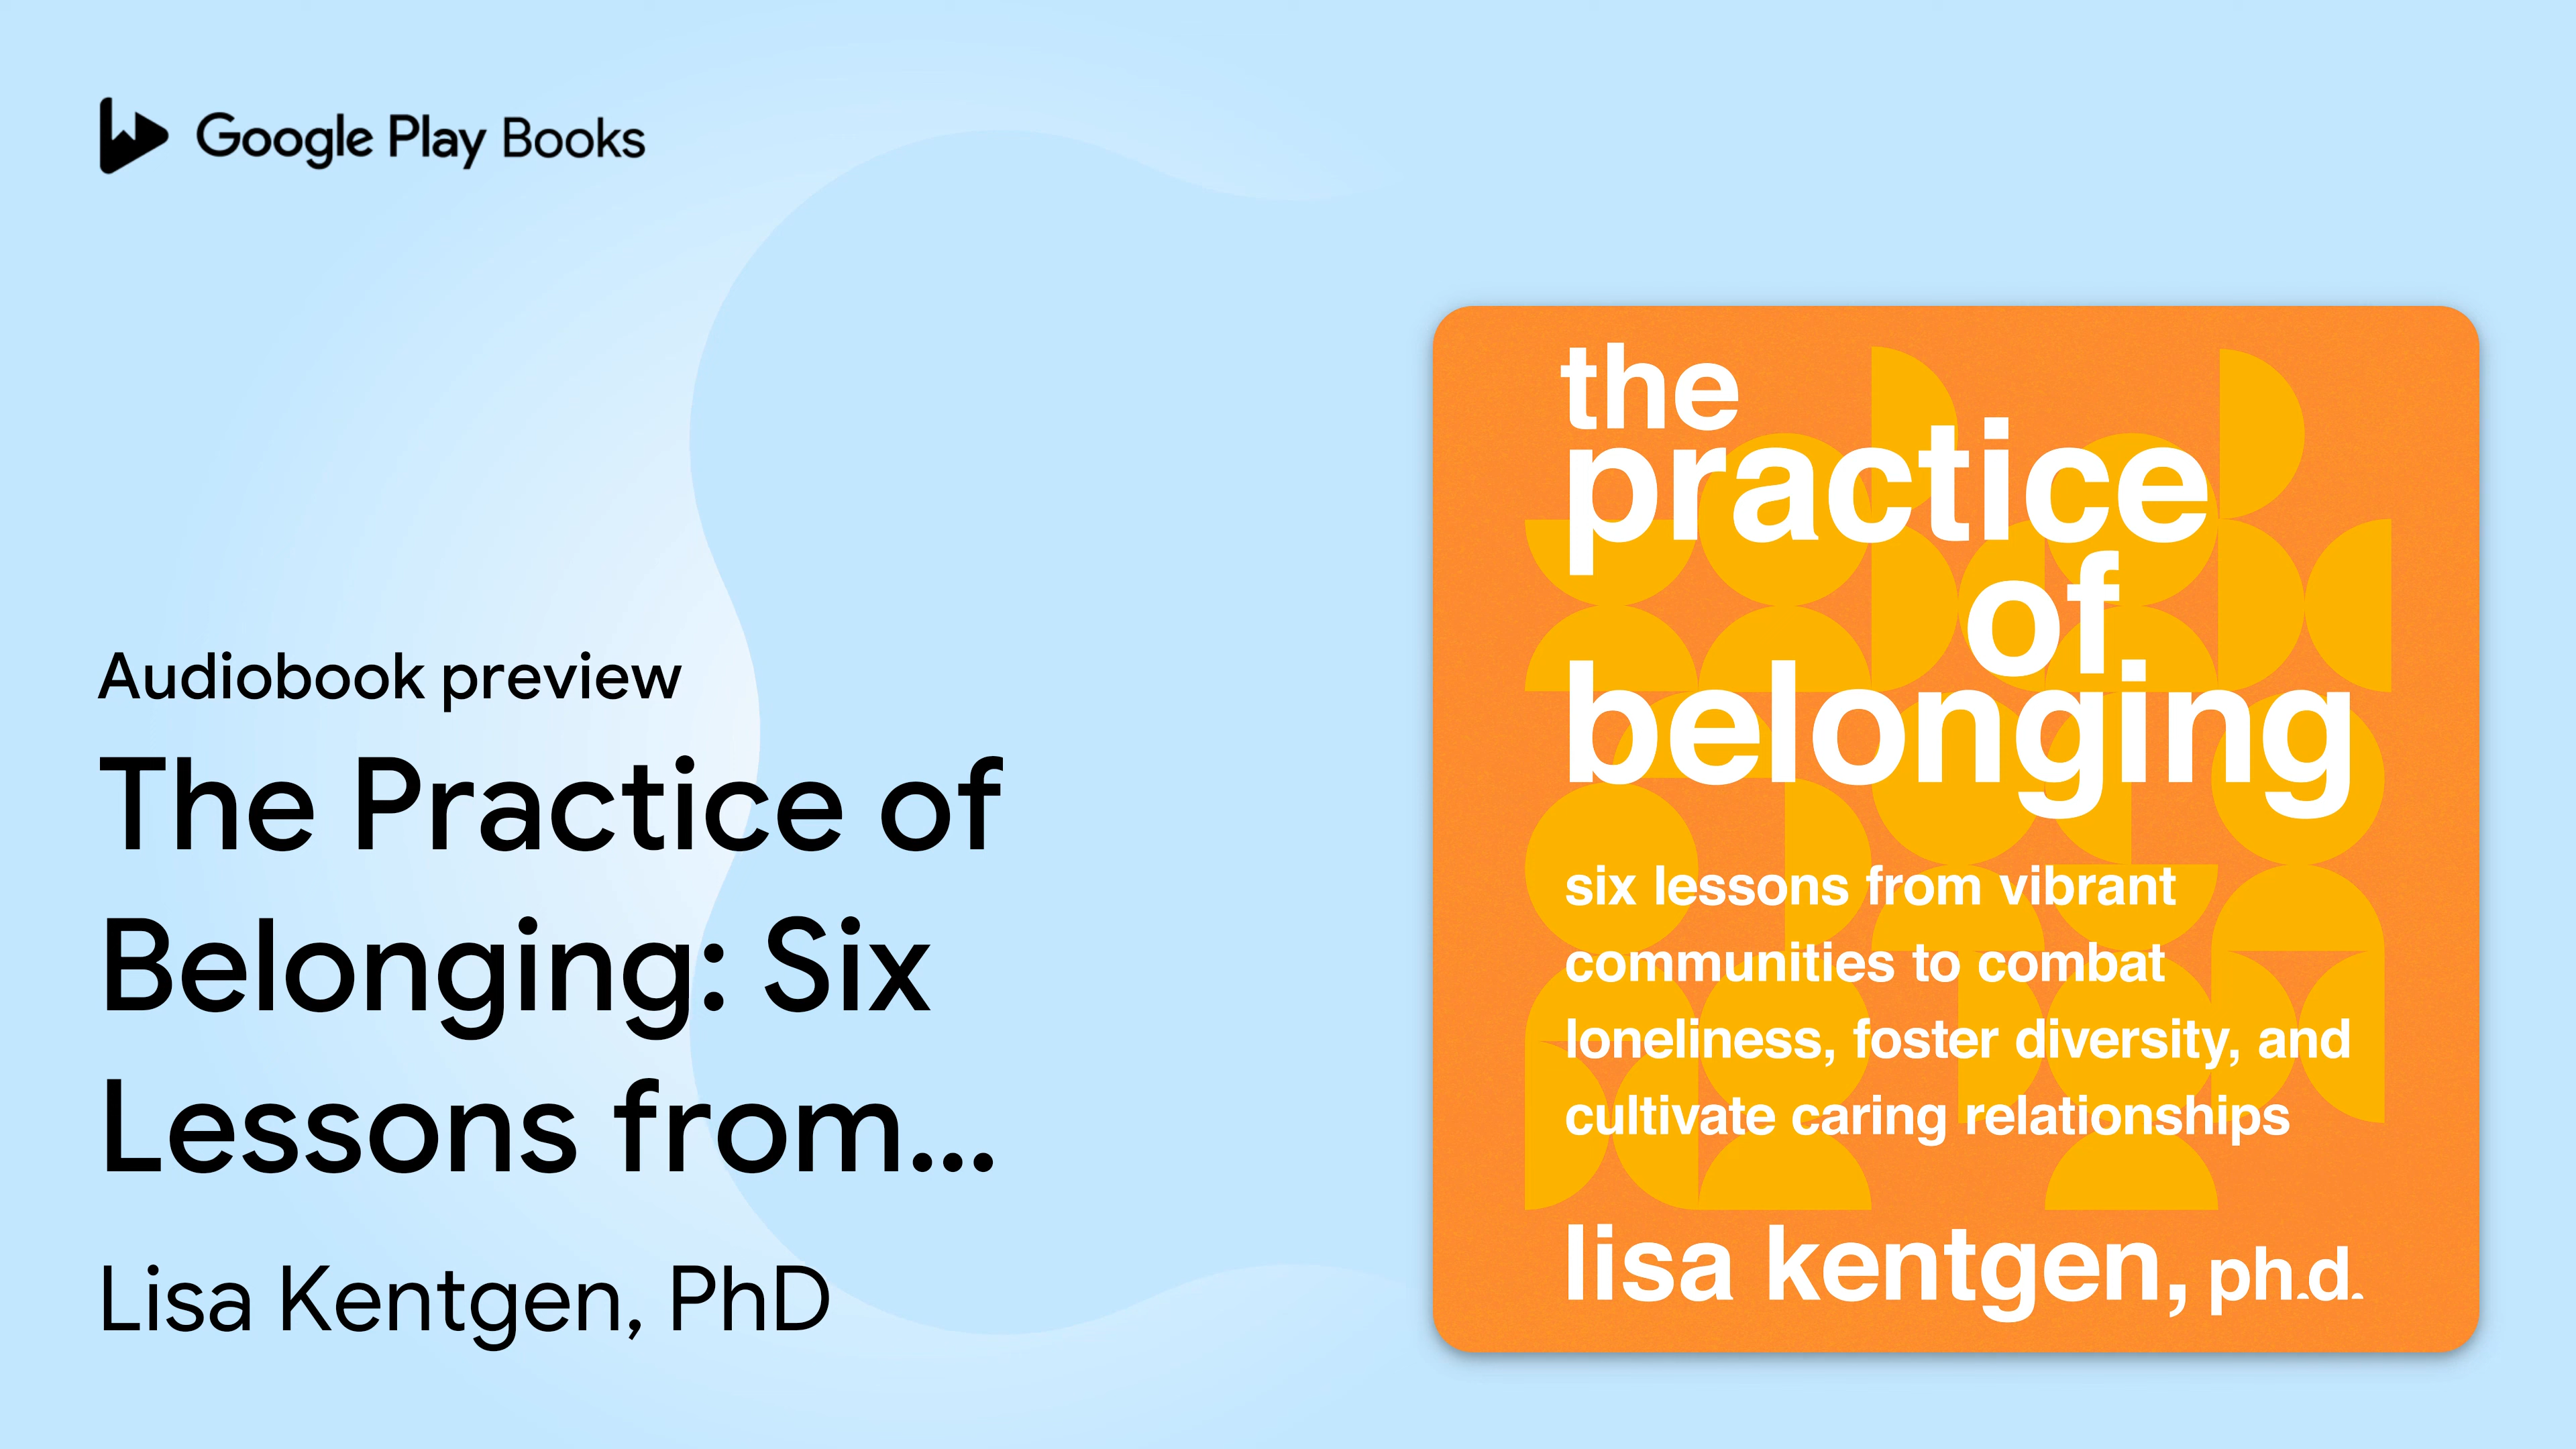 Google Play Books
Audiobook preview
The Practice of
Belonging: Six
Lessons from...
Lisa Kentgen, PhD
the
practice
of
belonging
six lessons from vibrant
communities to combat
loneliness, foster diversity, and
cultivate caring relationships
lisa kentgen, ph.d.